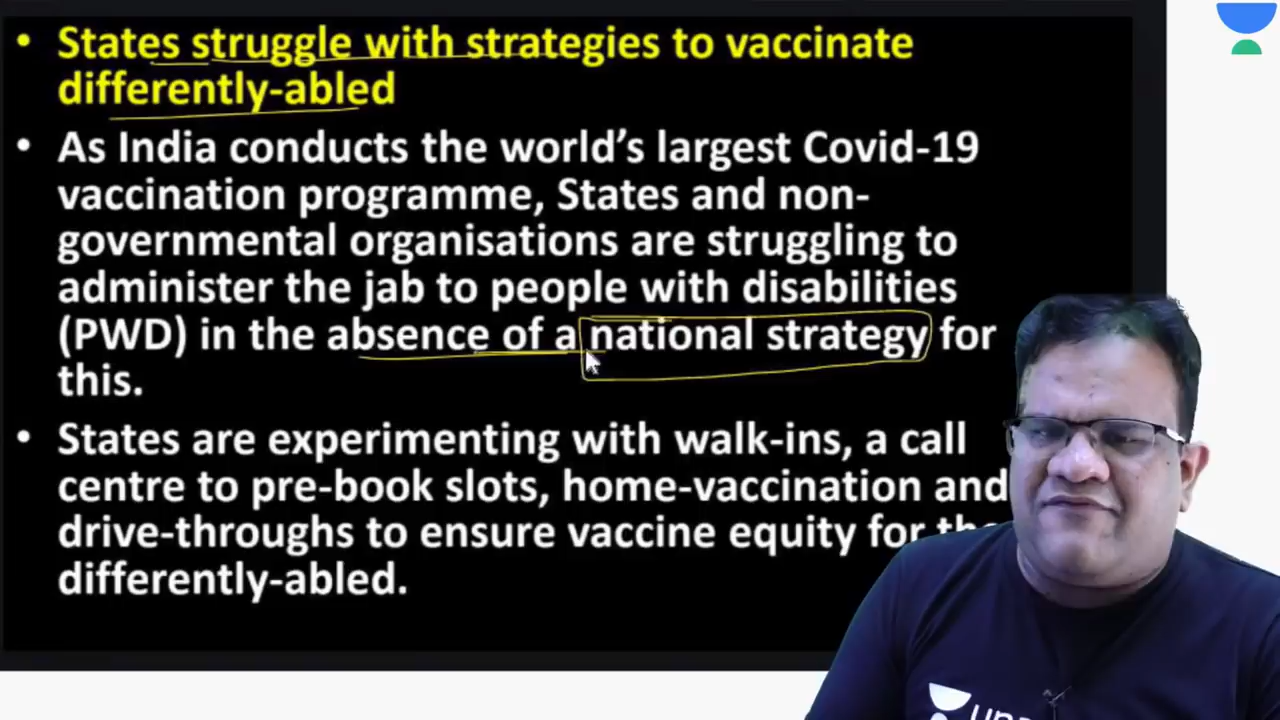 • States struggle with strategies to vaccinate
differently-abled
• As India conducts the world's largest Covid-19
vaccination programme, States and non-
governmental organisations are struggling to
administer the jab to people with disabilities
(PWD) in the absence of a national strategy for
this.
• States are experimenting with walk-ins, a call
centre to pre-book slots, home-vaccination and
drive-throughs to ensure vaccine equity for the
differently-abled.